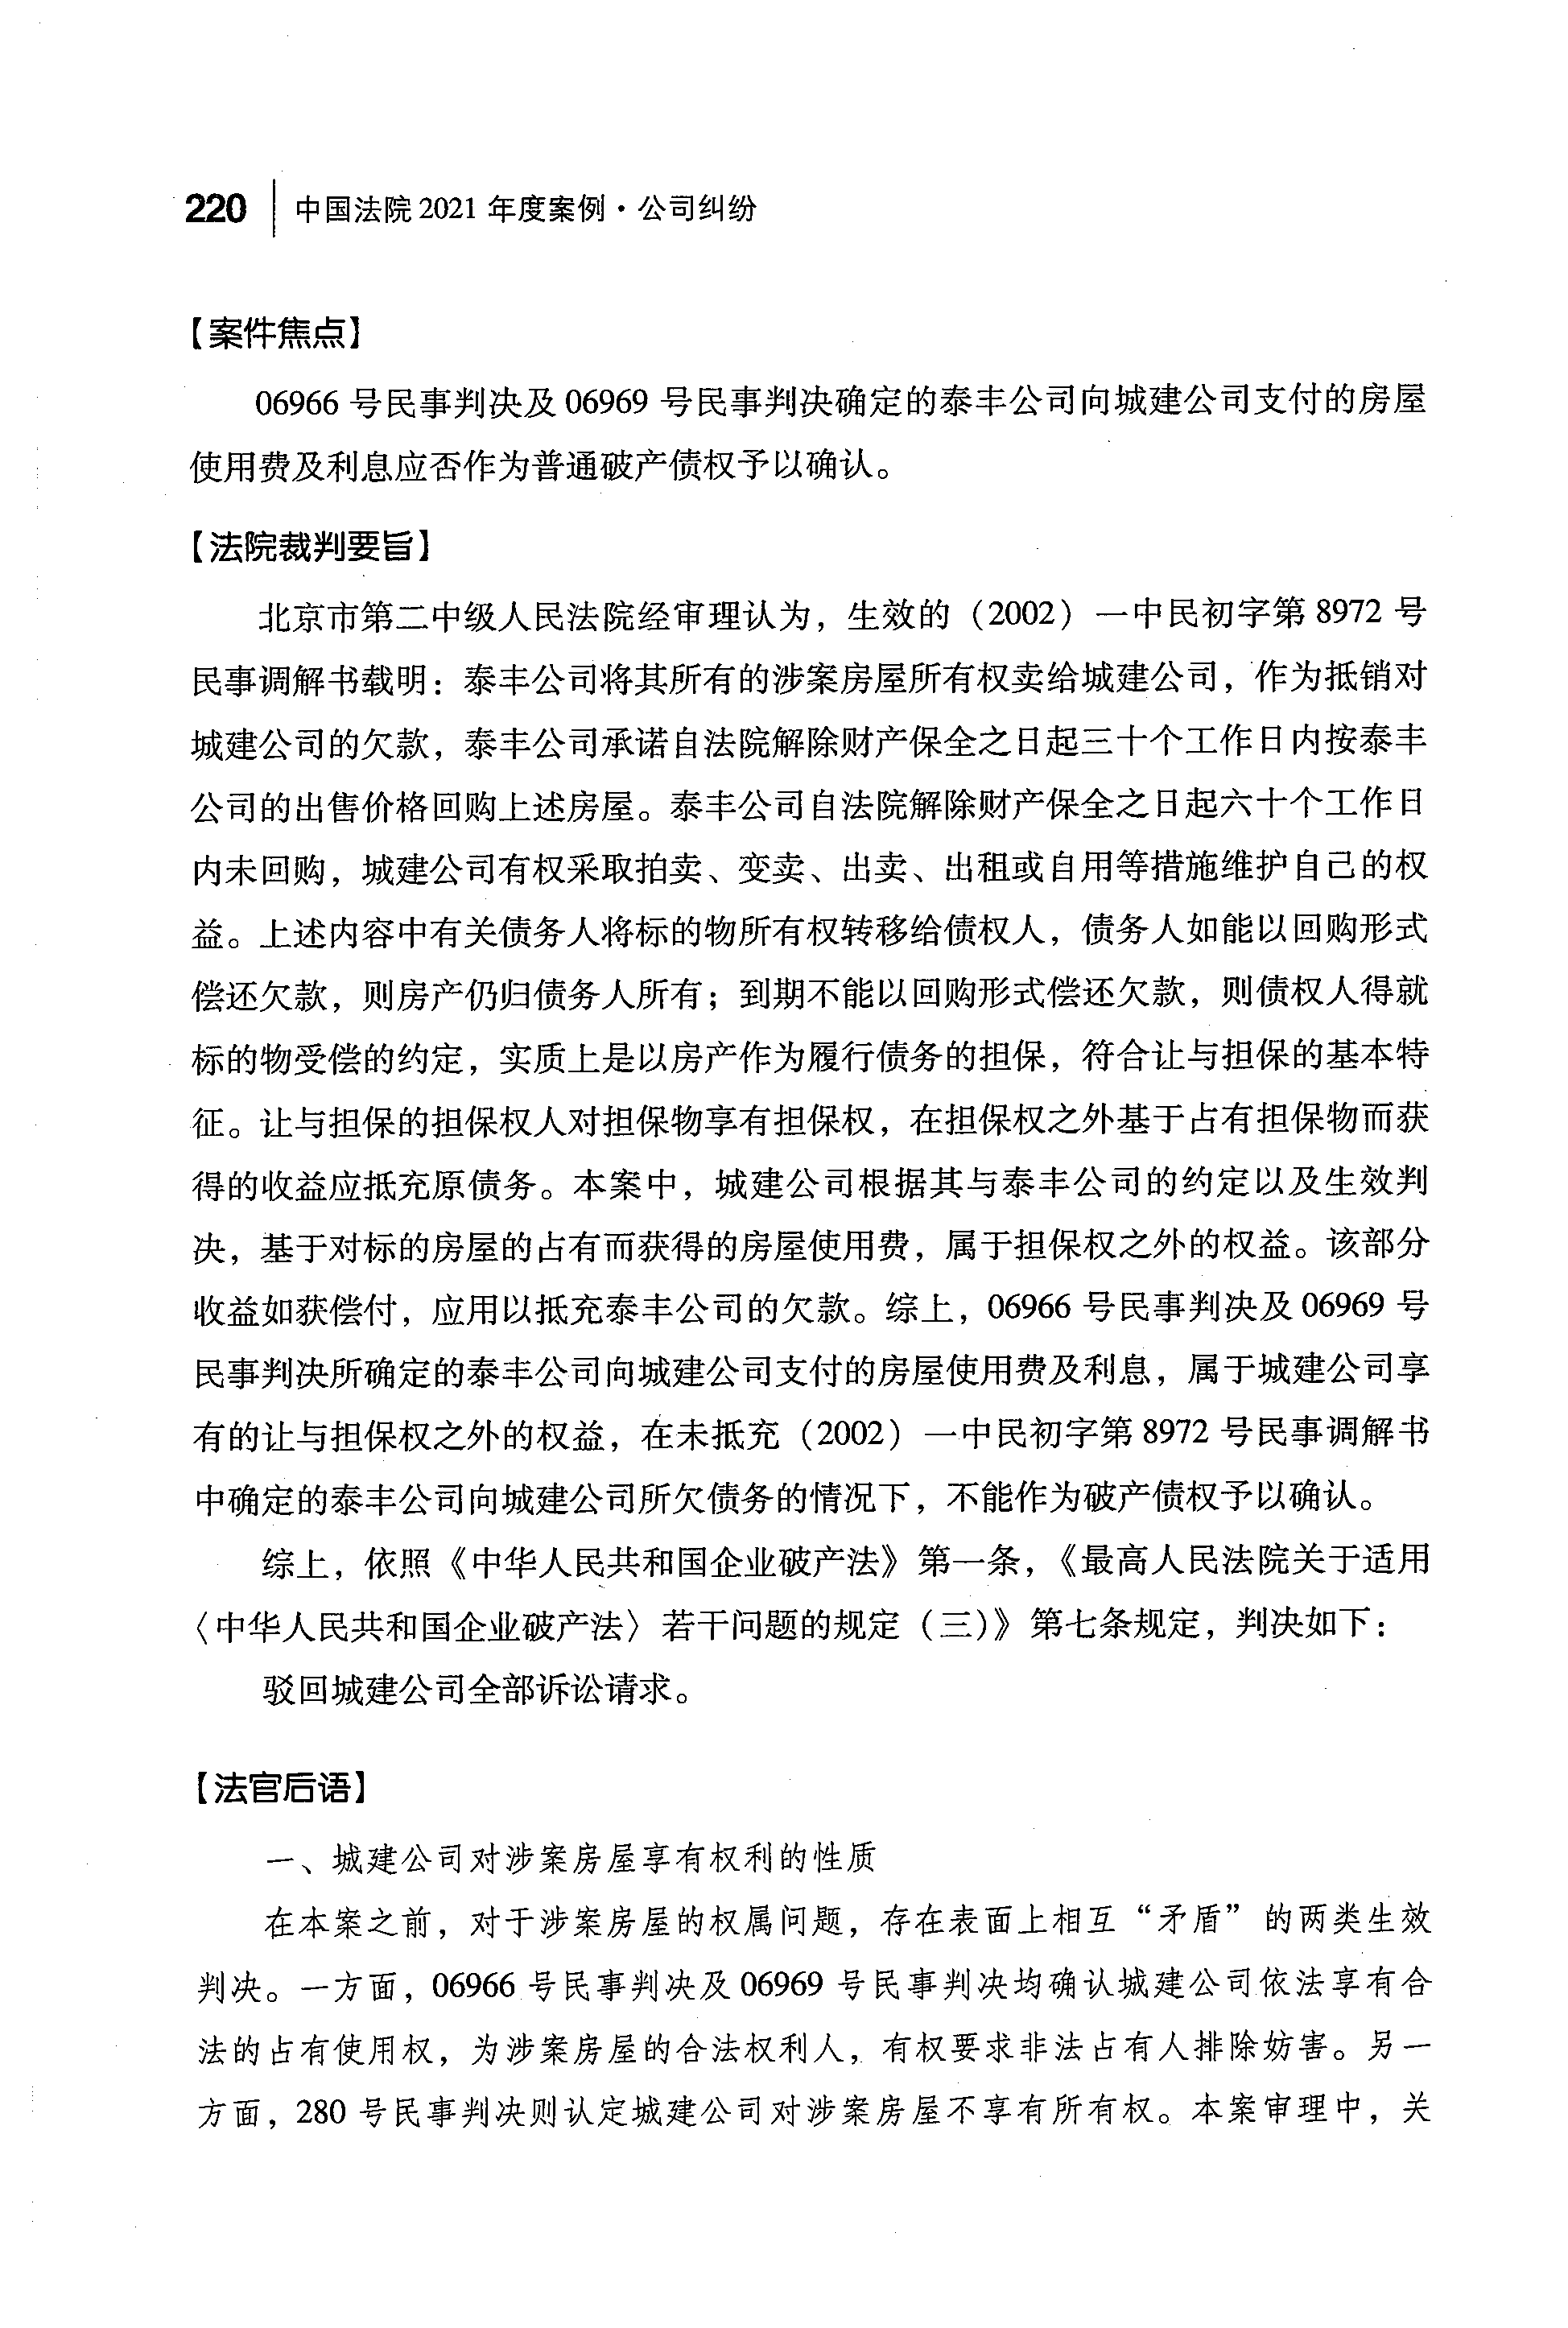 220 中国法院2021年度案例·公司纠纷
【案件焦点】
06966号民事判决及06969号民事判决确定的泰丰公司向城建公司支付的房屋
使用费及利息应否作为普通破产债权予以确认。
【法院裁判要旨】
北京市第二中级人民法院经审理认为，生效的（2002）一中民初字第8972号
民事调解书载明：泰丰公司将其所有的涉案房屋所有权卖给城建公司，作为抵销对
城建公司的欠款，泰丰公司承诺自法院解除财产保全之日起三十个工作日内按泰丰
公司的出售价格回购上述房屋。泰丰公司自法院解除财产保全之日起六十个工作日
内未回购，城建公司有权采取拍卖、变卖、出卖、出租或自用等措施维护自己的权
益。上述内容中有关债务人将标的物所有权转移给债权人，债务人如能以回购形式
偿还欠款，则房产仍归债务人所有；到期不能以回购形式偿还欠款，则债权人得就
标的物受偿的约定，实质上是以房产作为履行债务的担保，符合让与担保的基本特
征。让与担保的担保权人对担保物享有担保权，在担保权之外基于占有担保物而获
得的收益应抵充原债务。本案中，城建公司根据其与泰丰公司的约定以及生效判
决，基于对标的房屋的占有而获得的房屋使用费，属于担保权之外的权益。该部分
收益如获偿付，应用以抵充泰丰公司的欠款。综上，06966号民事判决及06969号
民事判决所确定的泰丰公司向城建公司支付的房屋使用费及利息，属于城建公司享
有的让与担保权之外的权益，在未抵充（2002）一中民初字第8972号民事调解书
中确定的泰丰公司向城建公司所欠债务的情况下，不能作为破产债权予以确认。
综上，依照《中华人民共和国企业破产法》第一条，《最高人民法院关于适用
〈中华人民共和国企业破产法〉若干问题的规定（三）》第七条规定，判决如下：
驳回城建公司全部诉讼请求。
【法官后语】
一、城建公司对涉案房屋享有权利的性质
在本案之前，对于涉案房屋的权属问题，存在表面上相互“矛盾”的两类生效
判决。一方面，06966号民事判决及06969号民事判决均确认城建公司依法享有合
法的占有使用权，为涉案房屋的合法权利人，有权要求非法占有人排除妨害。另一
方面，280号民事判决则认定城建公司对涉案房屋不享有所有权。本案审理中，关